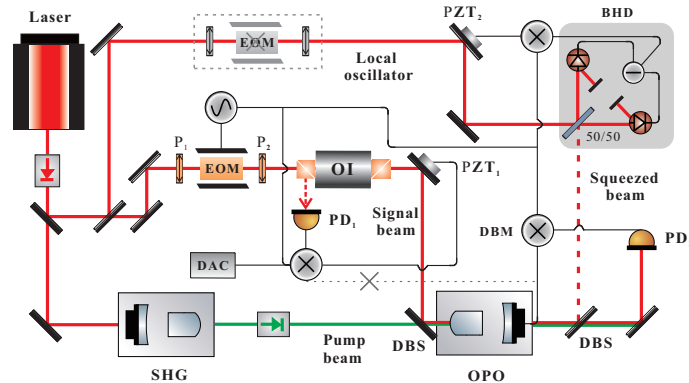 Laser
PZT₂
BHD
EOM
Local
oscillator
50/50
P₁
P₂
EOM
OI
PZT₁
Squeezed
beam
PD₁
Signal
beam
DBM
PD
DAC
Pump
beam
DBS
DBS
SHG
OPO